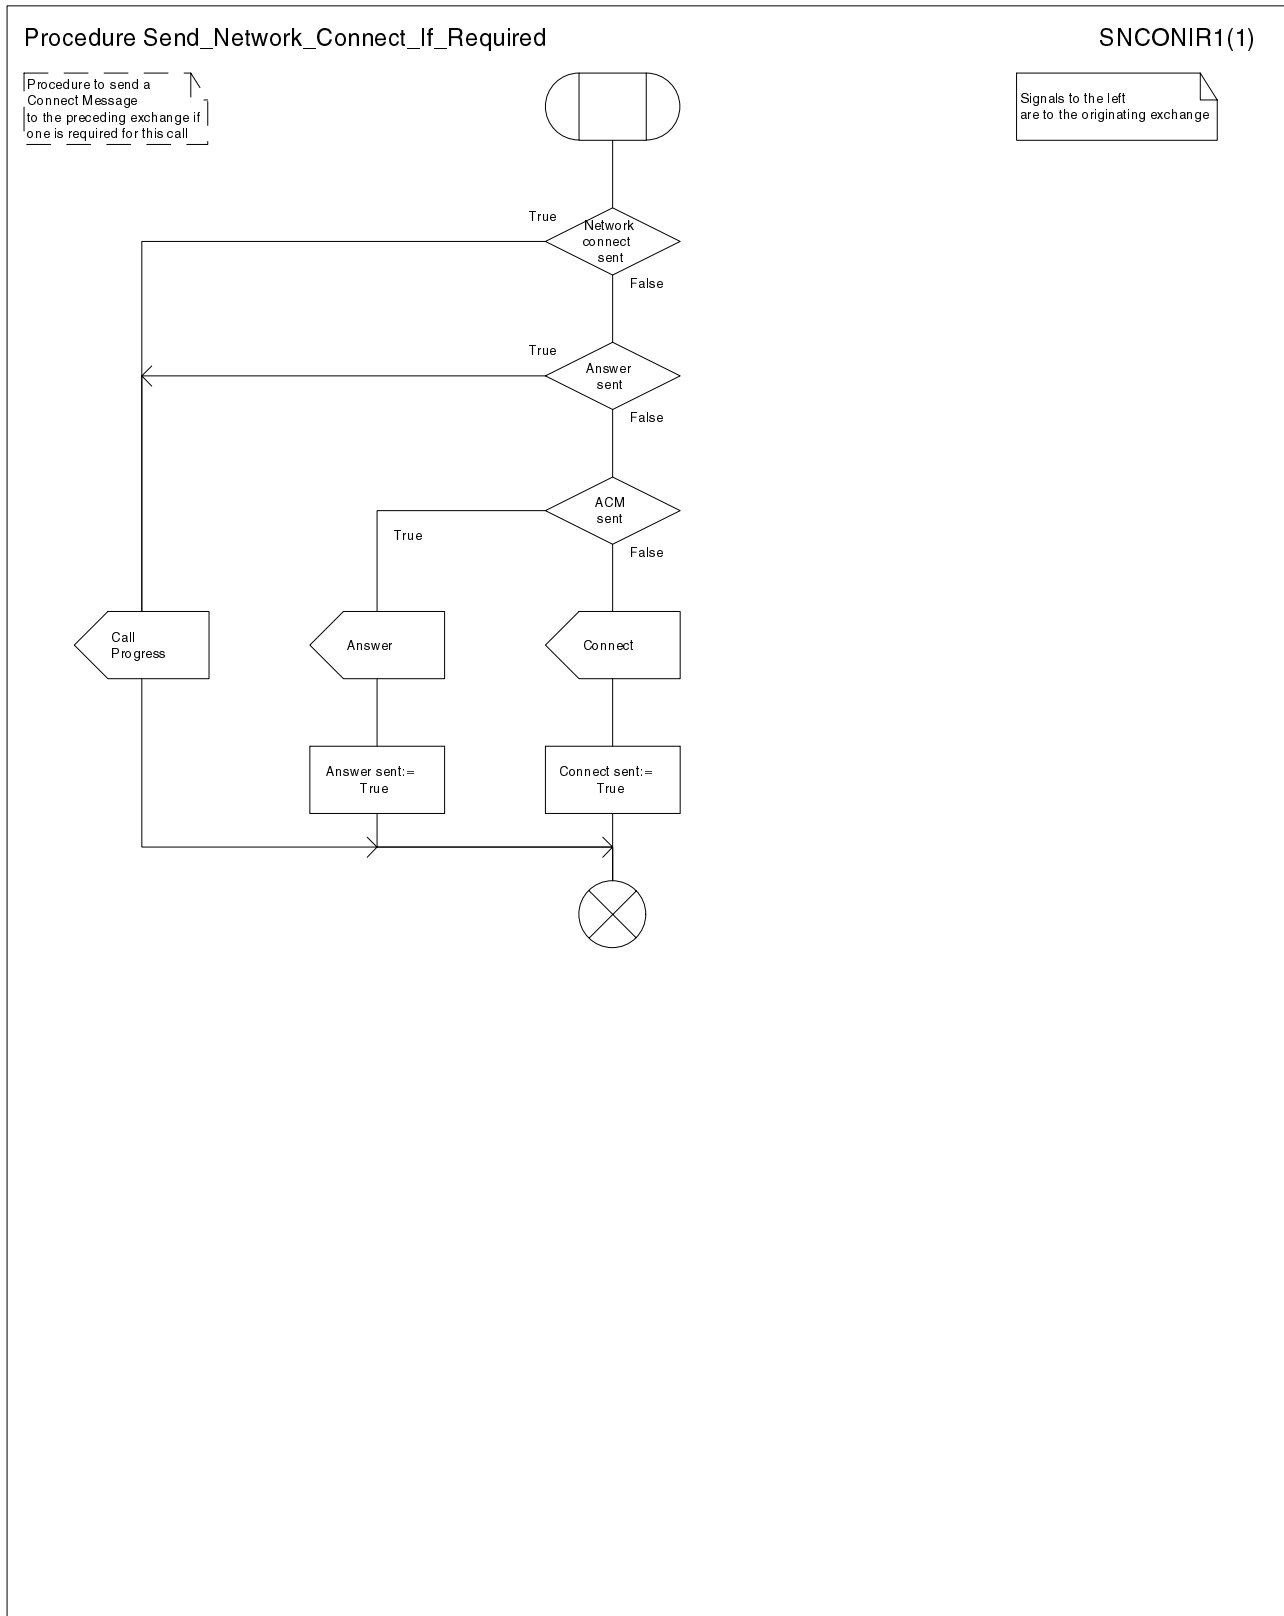 Procedure Send_Network_Connect_If_Required
SNCONIR1(1)
Procedure to send a
Connect Message
to the preceding exchange if
one is required for this call
Signals to the left
are to the originating exchange
True
Network
connect
sent
False
True
Answer
sent
False
ACM
sent
True
False
Call
Progress
Answer
Connect
Answer sent:=
True
Connect sent:=
True